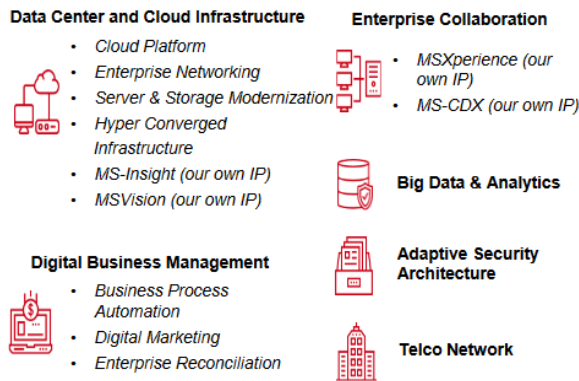 Data Center and Cloud Infrastructure
• Cloud Platform
• Enterprise Networking
• Server & Storage Modernization
• Hyper Converged
Infrastructure
• MS-Insight (our own IP)
• MSVision (our own IP)
Digital Business Management
• Business Process
Automation
• Digital Marketing
• Enterprise Reconciliation
Enterprise Collaboration
• MSXperience (our
own IP)
• MS-CDX (our own IP)
Big Data & Analytics
Adaptive Security
Architecture
Telco Network